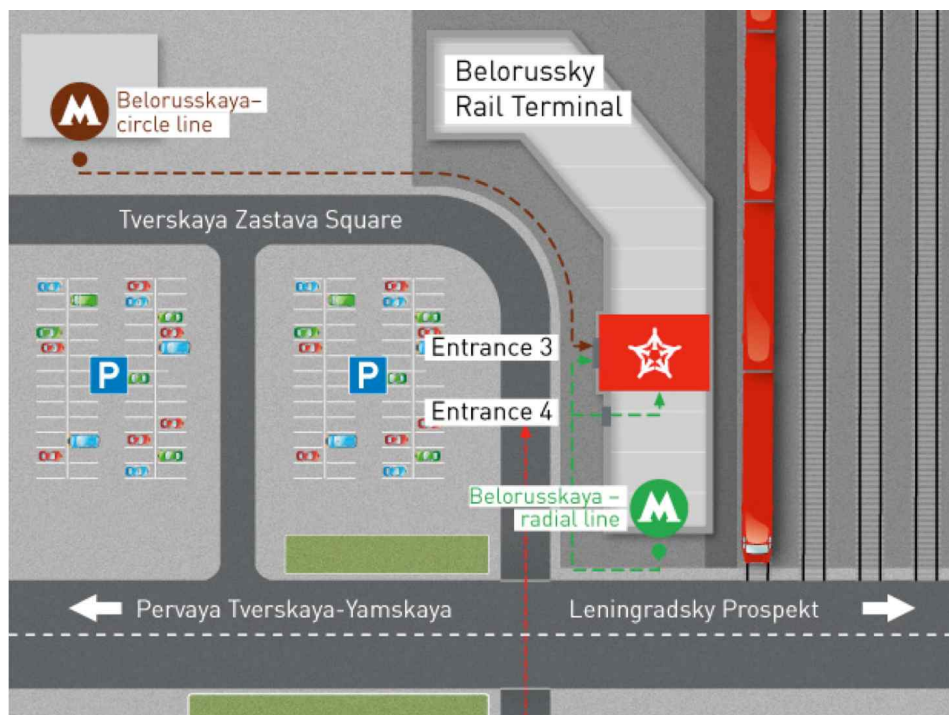 Belorusskaya–
circle line
Belorussky
Rail Terminal
Tverskaya Zastava Square
Entrance 3
P
P
Entrance 4
Belorusskaya –
radial line
Pervaya Tverskaya-Yamskaya
Leningradsky Prospekt